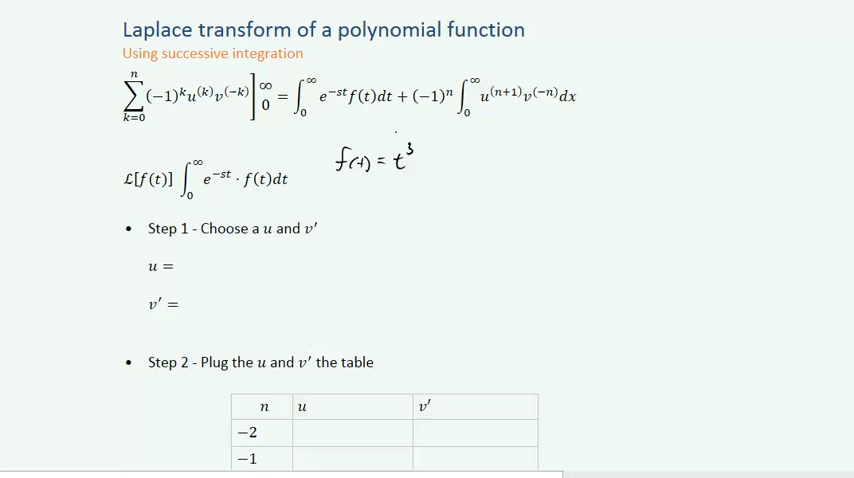 Laplace transform of a polynomial function
Using successive integration
∑_{k=0}^{n} (−1)^k u^{(k)} v^{(−k)} ]_0^∞ = ∫_0^∞ e^{−st} f(t)dt + (−1)^n ∫_0^∞ u^{(n+1)} v^{(−n)} dx
f(t) = t^3
ℒ[f(t)] ∫_0^∞ e^{−st} · f(t)dt
• Step 1 - Choose a u and v′
u =
v′ =
• Step 2 - Plug the u and v′ the table
n u v′
−2
−1